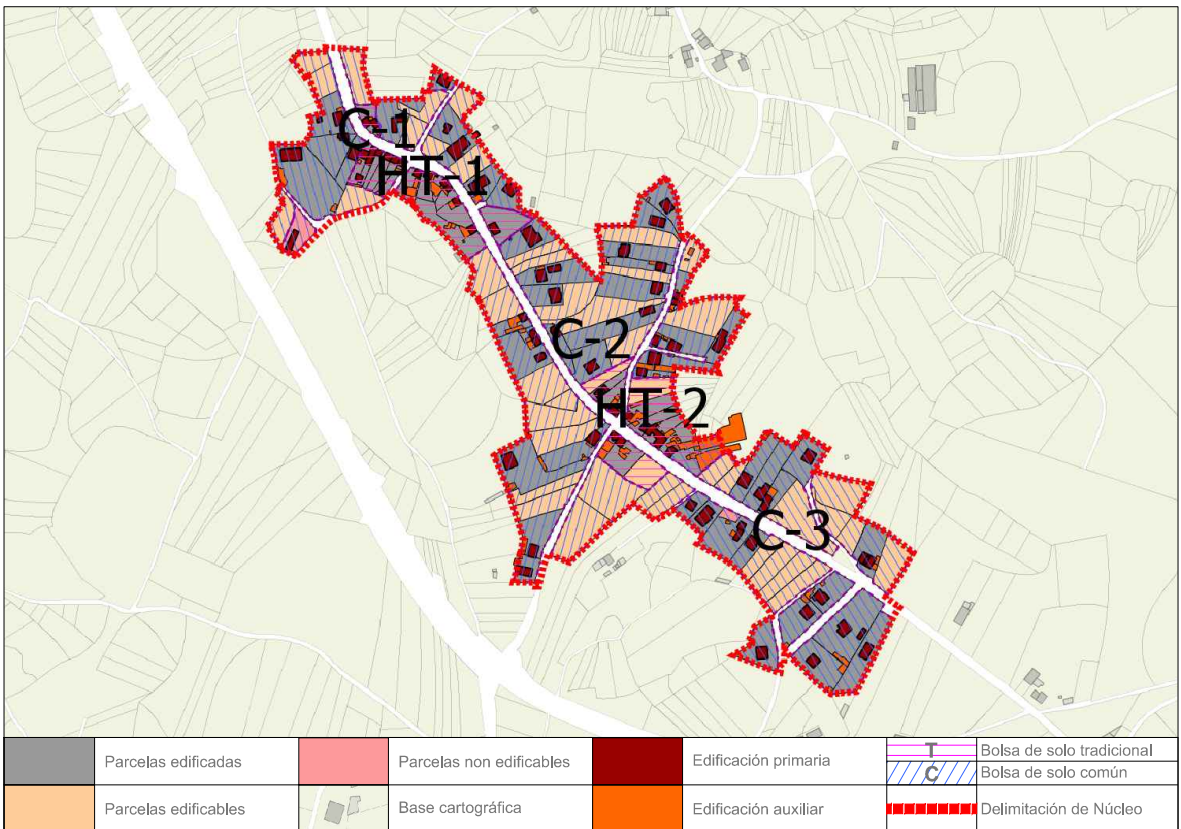 C-1
HT-1
C-2
HT-2
C-3
Parcelas edificadas
Parcelas non edificables
Edificación primaria
T
Bolsa de solo tradicional
C
Bolsa de solo común
Parcelas edificables
Base cartográfica
Edificación auxiliar
Delimitación de Núcleo